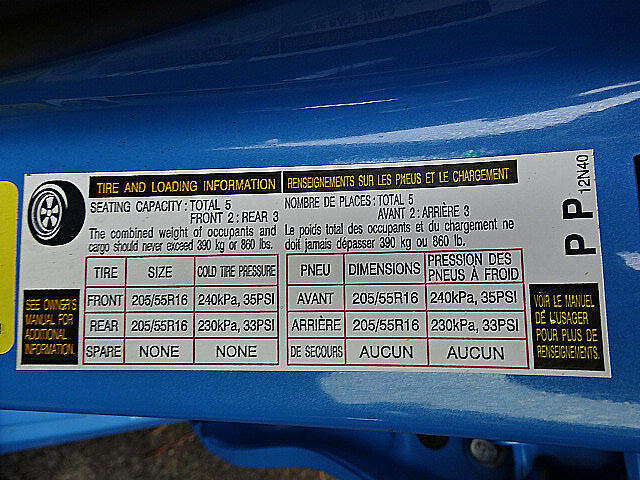 TIRE AND LOADING INFORMATION
SEATING CAPACITY : TOTAL 5
FRONT 2 : REAR 3
The combined weight of occupants and
cargo should never exceed 390 kg or 860 lbs.
RENSEIGNEMENTS SUR LES PNEUS ET LE CHARGEMENT
NOMBRE DE PLACES : TOTAL 5
AVANT 2 : ARRIÈRE 3
Le poids total des occupants et du chargement ne
doit jamais dépasser 390 kg ou 860 lb.
SEE OWNER'S
MANUAL FOR
ADDITIONAL
INFORMATION.
TIRE SIZE COLD TIRE PRESSURE
FRONT 205/55R16 240kPa, 35PSI
REAR 205/55R16 230kPa, 33PSI
SPARE NONE NONE
PNEU DIMENSIONS PRESSION DES
PNEUS À FROID
AVANT 205/55R16 240kPa, 35PSI
ARRIÈRE 205/55R16 230kPa, 33PSI
DE SECOURS AUCUN AUCUN
VOIR LE MANUEL
DE L'USAGER
POUR PLUS DE
RENSEIGNEMENTS.
P P
12N40